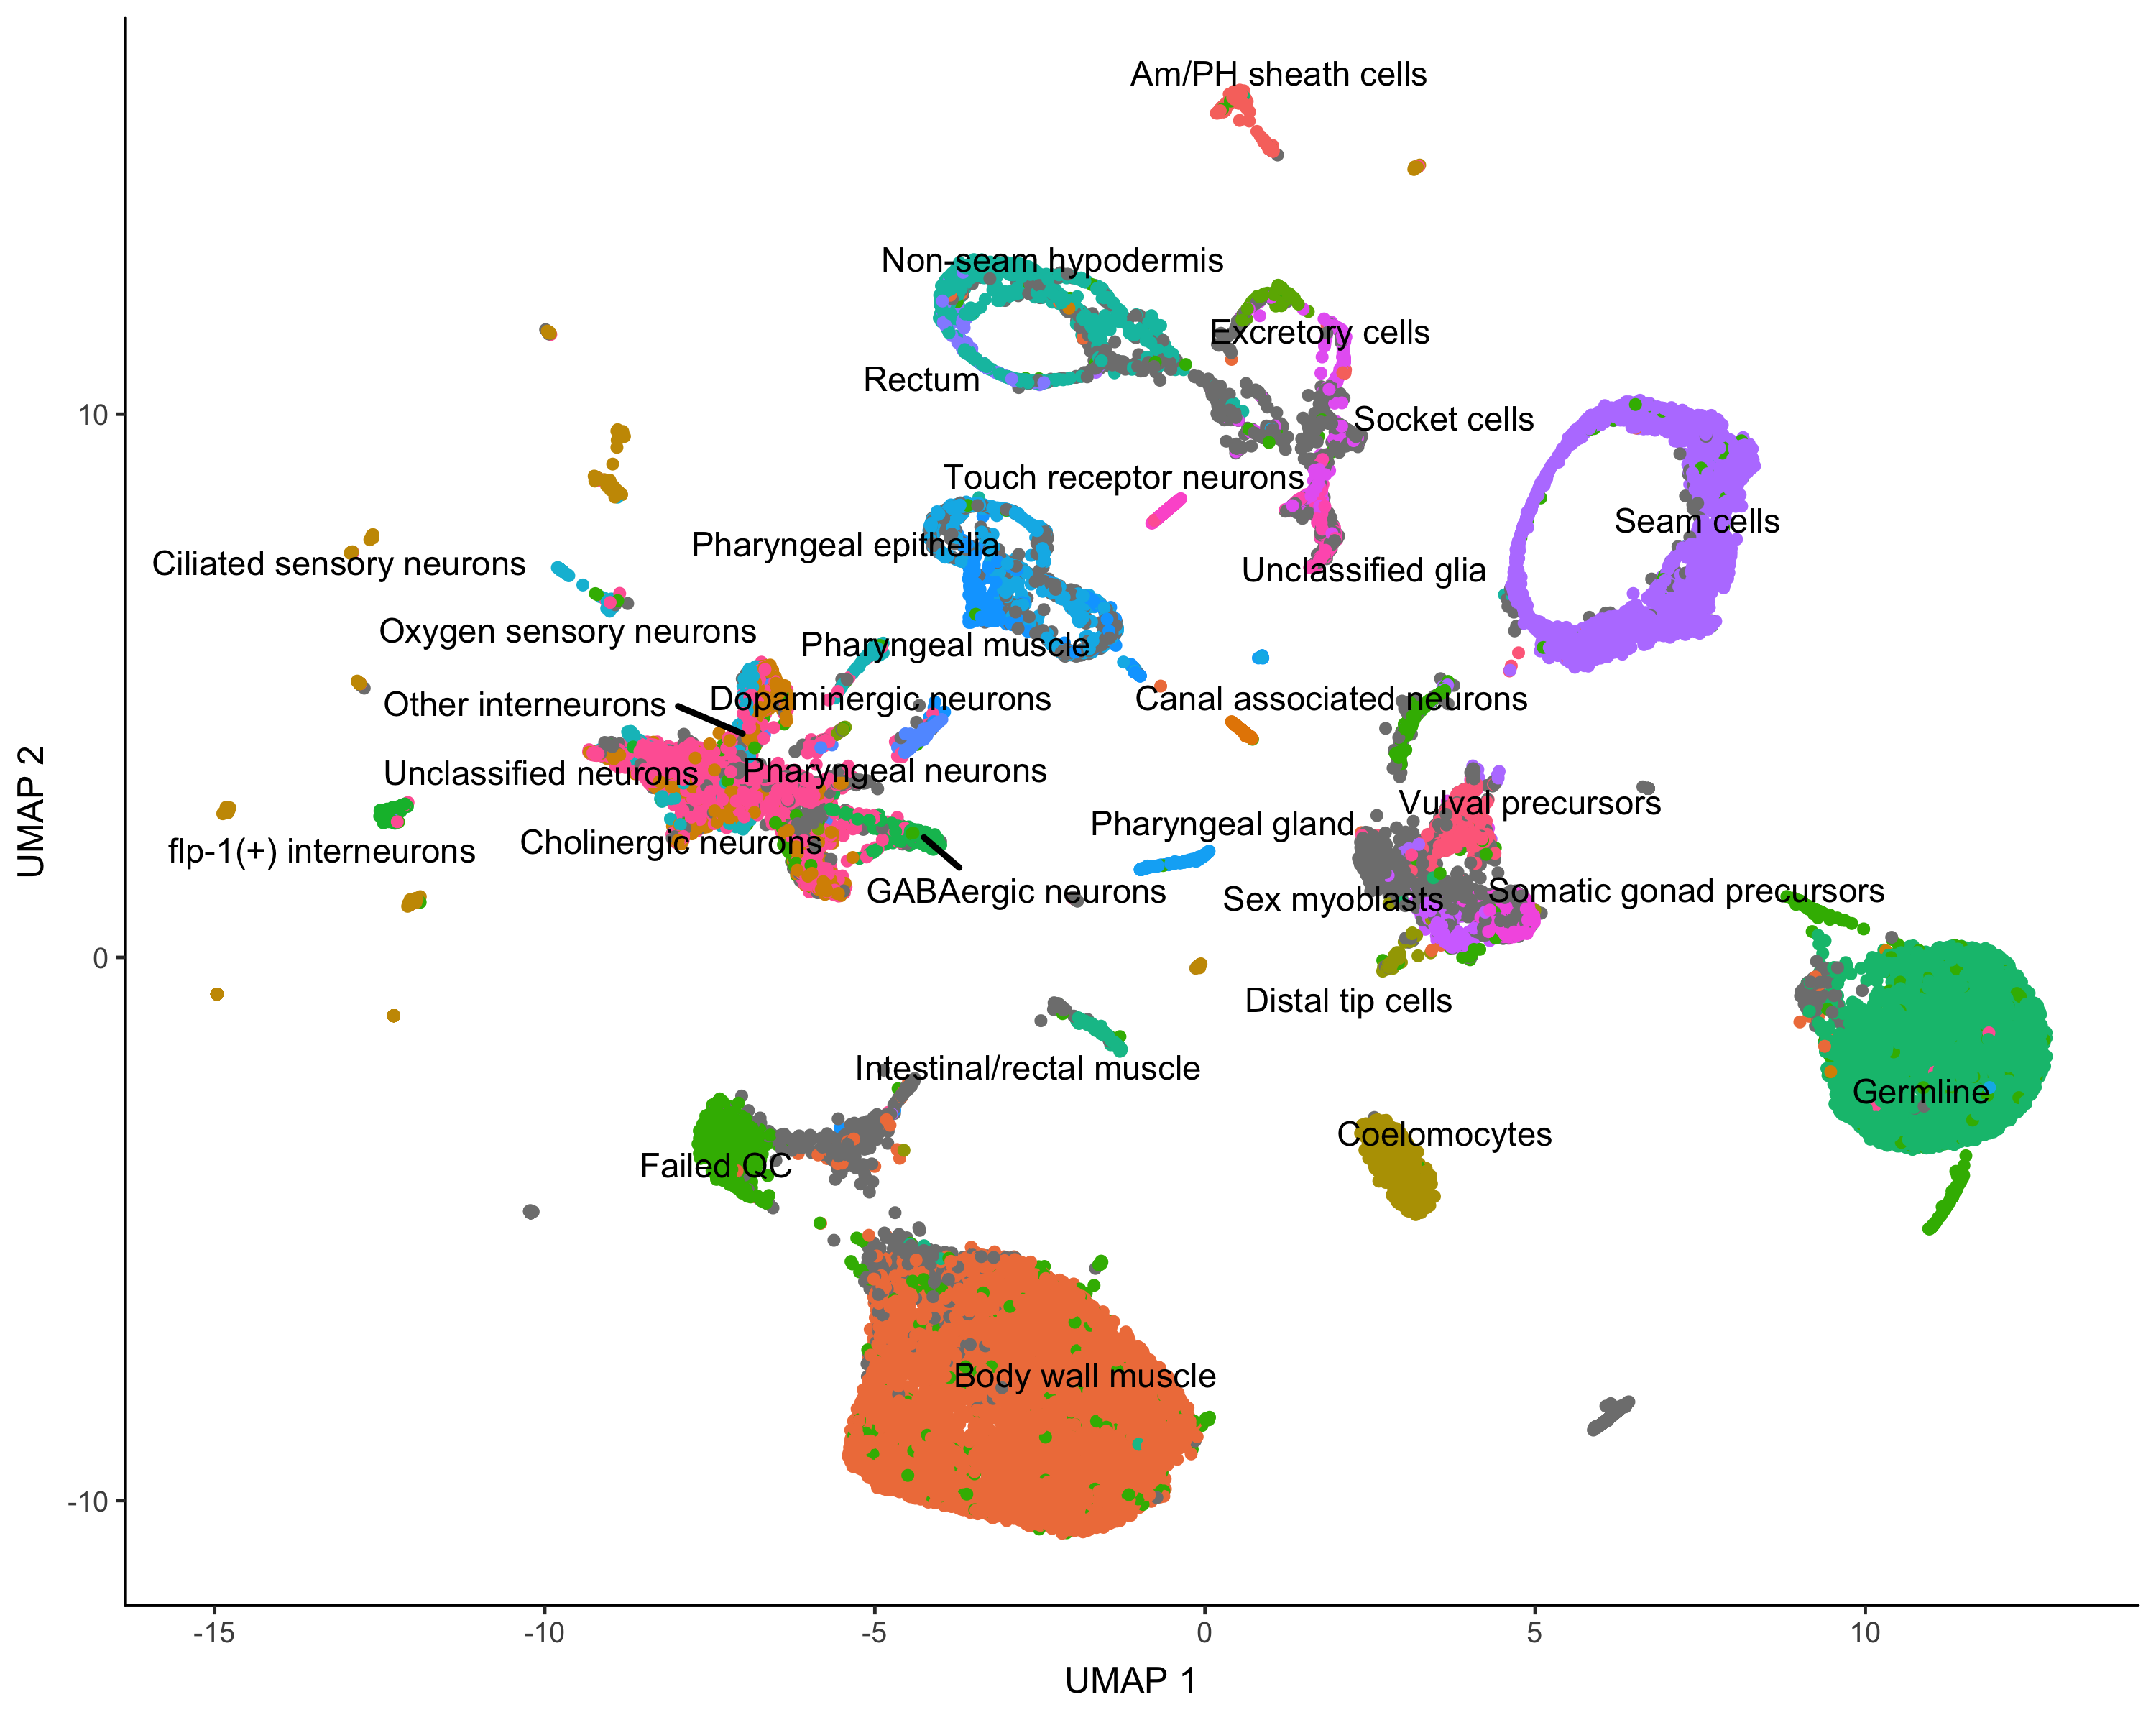 Am/PH sheath cells
Non-seam hypodermis
Excretory cells
Rectum
10
Socket cells
Touch receptor neurons
Seam cells
Pharyngeal epithelia
Ciliated sensory neurons
Unclassified glia
Oxygen sensory neurons
Pharyngeal muscle
Other interneurons
Dopaminergic neurons
Canal associated neurons
Unclassified neurons
Pharyngeal neurons
Vulval precursors
UMAP 2
Pharyngeal gland
Cholinergic neurons
flp-1(+) interneurons
GABAergic neurons
Somatic gonad precursors
Sex myoblasts
0
Distal tip cells
Intestinal/rectal muscle
Germline
Coelomocytes
Failed QC
Body wall muscle
-10
-15
-10
-5
0
5
10
UMAP 1